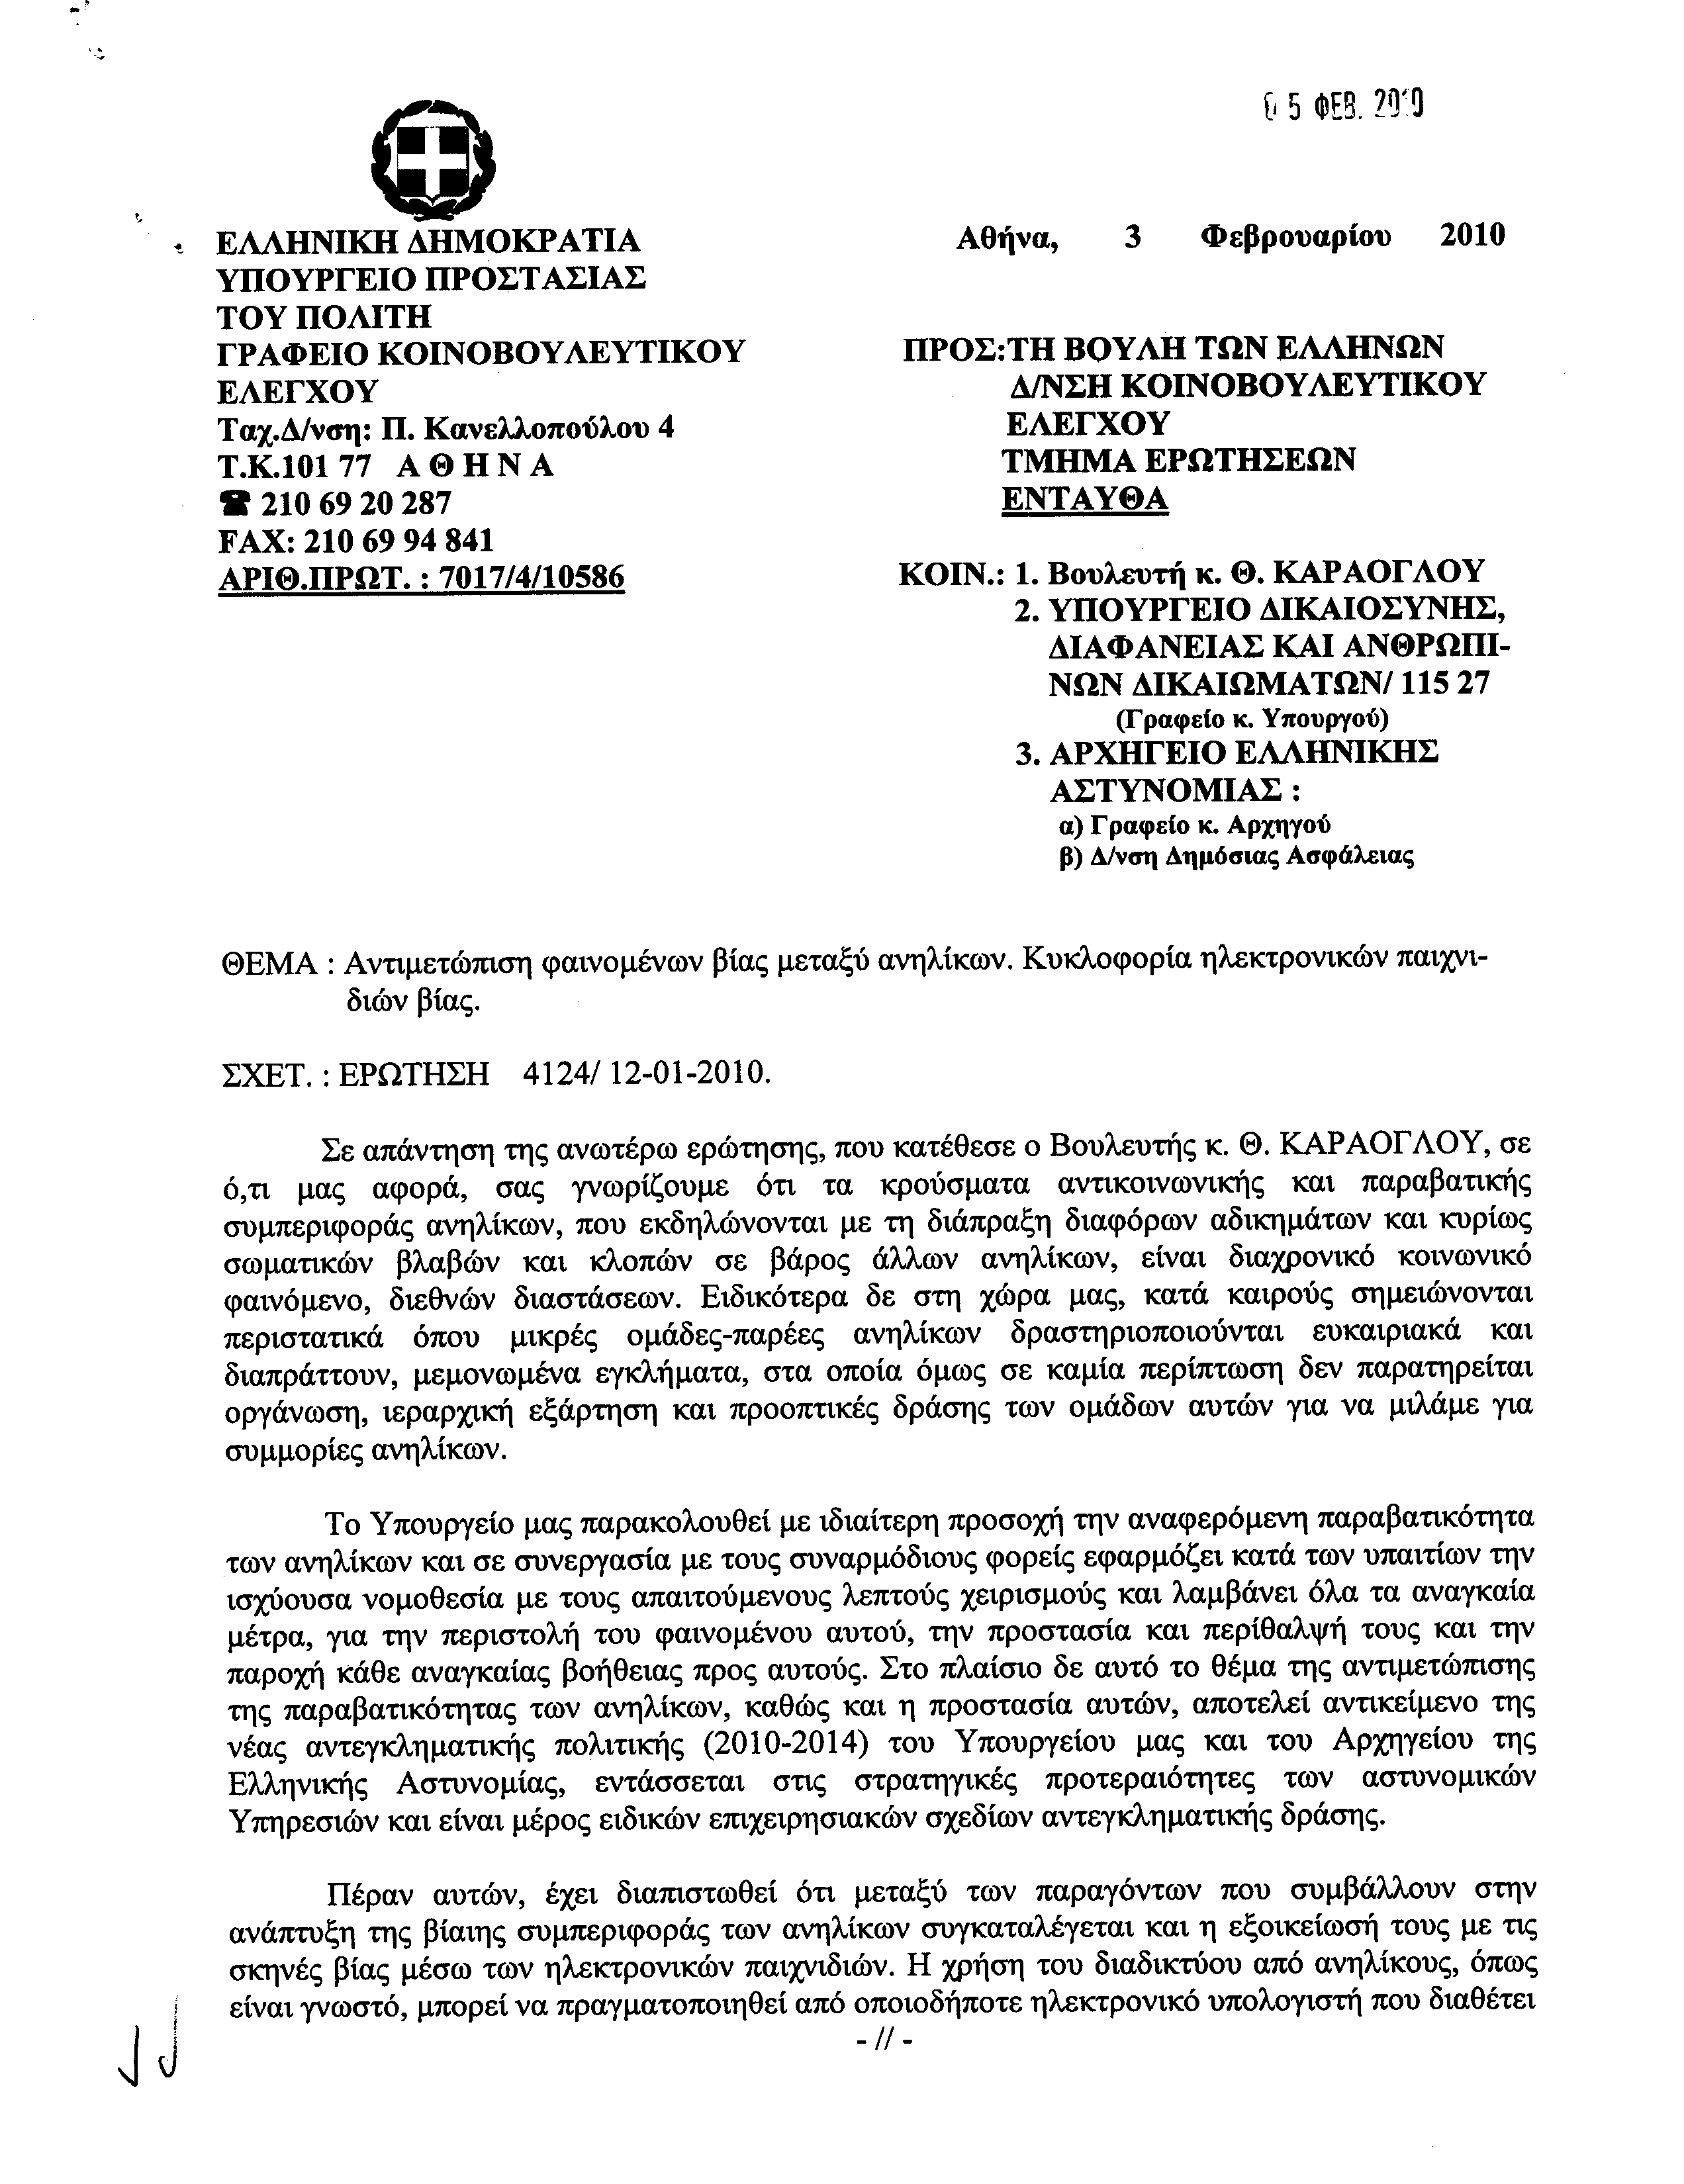 0 5 ΦΕΒ. 2010
ΕΛΛΗΝΙΚΗ ΔΗΜΟΚΡΑΤΙΑ
ΥΠΟΥΡΓΕΙΟ ΠΡΟΣΤΑΣΙΑΣ
ΤΟΥ ΠΟΛΙΤΗ
ΓΡΑΦΕΙΟ ΚΟΙΝΟΒΟΥΛΕΥΤΙΚΟΥ
ΕΛΕΓΧΟΥ
Ταχ.Δ/νση: Π. Κανελλοπούλου 4
Τ.Κ.101 77 Α Θ Η Ν Α
☎ 210 69 20 287
FAX: 210 69 94 841
ΑΡΙΘ.ΠΡΩΤ. : 7017/4/10586
Αθήνα, 3 Φεβρουαρίου 2010
ΠΡΟΣ:ΤΗ ΒΟΥΛΗ ΤΩΝ ΕΛΛΗΝΩΝ
Δ/ΝΣΗ ΚΟΙΝΟΒΟΥΛΕΥΤΙΚΟΥ
ΕΛΕΓΧΟΥ
ΤΜΗΜΑ ΕΡΩΤΗΣΕΩΝ
ΕΝΤΑΥΘΑ
ΚΟΙΝ.: 1. Βουλευτή κ. Θ. ΚΑΡΑΟΓΛΟΥ
2. ΥΠΟΥΡΓΕΙΟ ΔΙΚΑΙΟΣΥΝΗΣ,
ΔΙΑΦΑΝΕΙΑΣ ΚΑΙ ΑΝΘΡΩΠΙ-
ΝΩΝ ΔΙΚΑΙΩΜΑΤΩΝ/ 115 27
(Γραφείο κ. Υπουργού)
3. ΑΡΧΗΓΕΙΟ ΕΛΛΗΝΙΚΗΣ
ΑΣΤΥΝΟΜΙΑΣ :
α) Γραφείο κ. Αρχηγού
β) Δ/νση Δημόσιας Ασφάλειας
ΘΕΜΑ : Αντιμετώπιση φαινομένων βίας μεταξύ ανηλίκων. Κυκλοφορία ηλεκτρονικών παιχνι-
διών βίας.
ΣΧΕΤ. : ΕΡΩΤΗΣΗ 4124/ 12-01-2010.
Σε απάντηση της ανωτέρω ερώτησης, που κατέθεσε ο Βουλευτής κ. Θ. ΚΑΡΑΟΓΛΟΥ, σε
ό,τι μας αφορά, σας γνωρίζουμε ότι τα κρούσματα αντικοινωνικής και παραβατικής
συμπεριφοράς ανηλίκων, που εκδηλώνονται με τη διάπραξη διαφόρων αδικημάτων και κυρίως
σωματικών βλαβών και κλοπών σε βάρος άλλων ανηλίκων, είναι διαχρονικό κοινωνικό
φαινόμενο, διεθνών διαστάσεων. Ειδικότερα δε στη χώρα μας, κατά καιρούς σημειώνονται
περιστατικά όπου μικρές ομάδες-παρέες ανηλίκων δραστηριοποιούνται ευκαιριακά και
διαπράττουν, μεμονωμένα εγκλήματα, στα οποία όμως σε καμία περίπτωση δεν παρατηρείται
οργάνωση, ιεραρχική εξάρτηση και προοπτικές δράσης των ομάδων αυτών για να μιλάμε για
συμμορίες ανηλίκων.
Το Υπουργείο μας παρακολουθεί με ιδιαίτερη προσοχή την αναφερόμενη παραβατικότητα
των ανηλίκων και σε συνεργασία με τους συναρμόδιους φορείς εφαρμόζει κατά των υπαιτίων την
ισχύουσα νομοθεσία με τους απαιτούμενους λεπτούς χειρισμούς και λαμβάνει όλα τα αναγκαία
μέτρα, για την περιστολή του φαινομένου αυτού, την προστασία και περίθαλψή τους και την
παροχή κάθε αναγκαίας βοήθειας προς αυτούς. Στο πλαίσιο δε αυτό το θέμα της αντιμετώπισης
της παραβατικότητας των ανηλίκων, καθώς και η προστασία αυτών, αποτελεί αντικείμενο της
νέας αντεγκληματικής πολιτικής (2010-2014) του Υπουργείου μας και του Αρχηγείου της
Ελληνικής Αστυνομίας, εντάσσεται στις στρατηγικές προτεραιότητες των αστυνομικών
Υπηρεσιών και είναι μέρος ειδικών επιχειρησιακών σχεδίων αντεγκληματικής δράσης.
Πέραν αυτών, έχει διαπιστωθεί ότι μεταξύ των παραγόντων που συμβάλλουν στην
ανάπτυξη της βίαιης συμπεριφοράς των ανηλίκων συγκαταλέγεται και η εξοικείωσή τους με τις
σκηνές βίας μέσω των ηλεκτρονικών παιχνιδιών. Η χρήση του διαδικτύου από ανηλίκους, όπως
είναι γνωστό, μπορεί να πραγματοποιηθεί από οποιοδήποτε ηλεκτρονικό υπολογιστή που διαθέτει
- // -